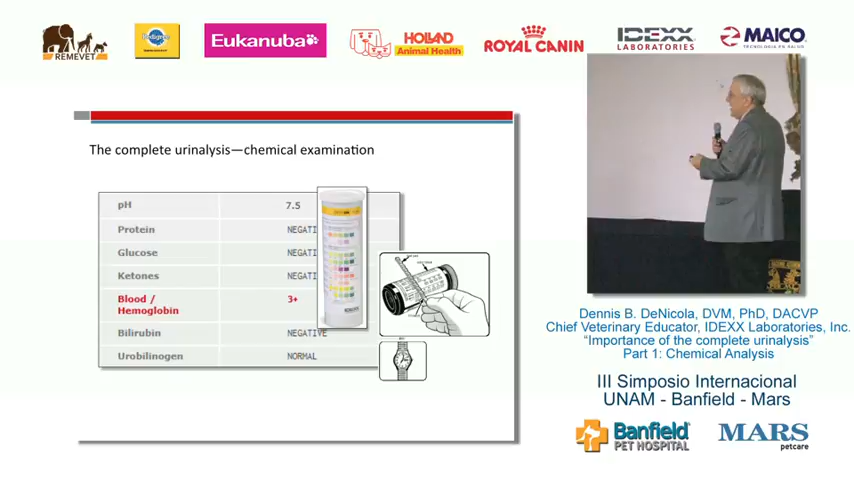 REMEVET
Pedigree
Eukanuba
HOLLAND
Animal Health
ROYAL CANIN
IDEXX
LABORATORIES
MAICO
TECNOLOGIA EN SALUD
The complete urinalysis—chemical examination
pH 7.5
Protein NEGATI
Glucose NEGATI
Ketones NEGATI
Blood / 3+
Hemoglobin
Bilirubin NEGATIVE
Urobilinogen NORMAL
Dennis B. DeNicola, DVM, PhD, DACVP
Chief Veterinary Educator, IDEXX Laboratories, Inc.
“Importance of the complete urinalysis”
Part 1: Chemical Analysis
III Simposio Internacional
UNAM - Banfield - Mars
Banfield
PET HOSPITAL
MARS
petcare